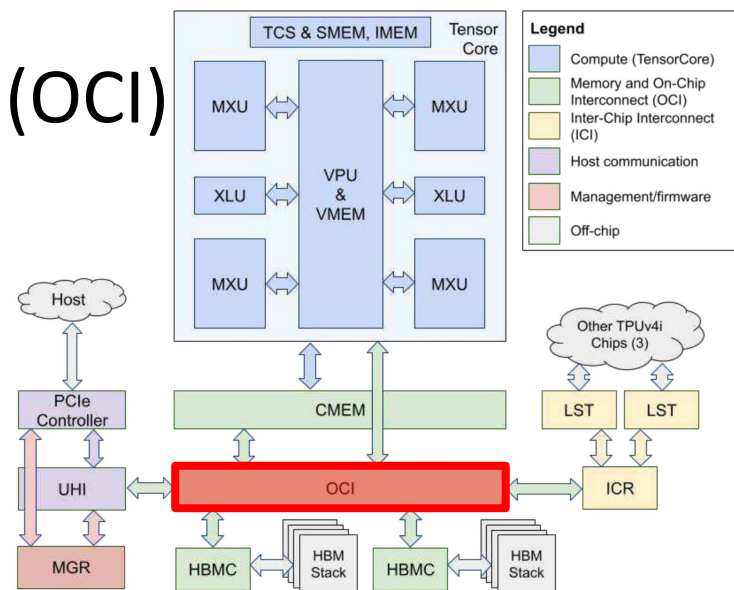 (OCI)
TCS & SMEM, IMEM
Tensor
Core
MXU
MXU
VPU
&
VMEM
XLU
XLU
MXU
MXU
Legend
Compute (TensorCore)
Memory and On-Chip
Interconnect (OCI)
Inter-Chip Interconnect
(ICI)
Host communication
Management/firmware
Off-chip
Host
Other TPUv4i
Chips (3)
PCIe
Controller
CMEM
LST
LST
UHI
OCI
ICR
MGR
HBMC
HBM
Stack
HBMC
HBM
Stack